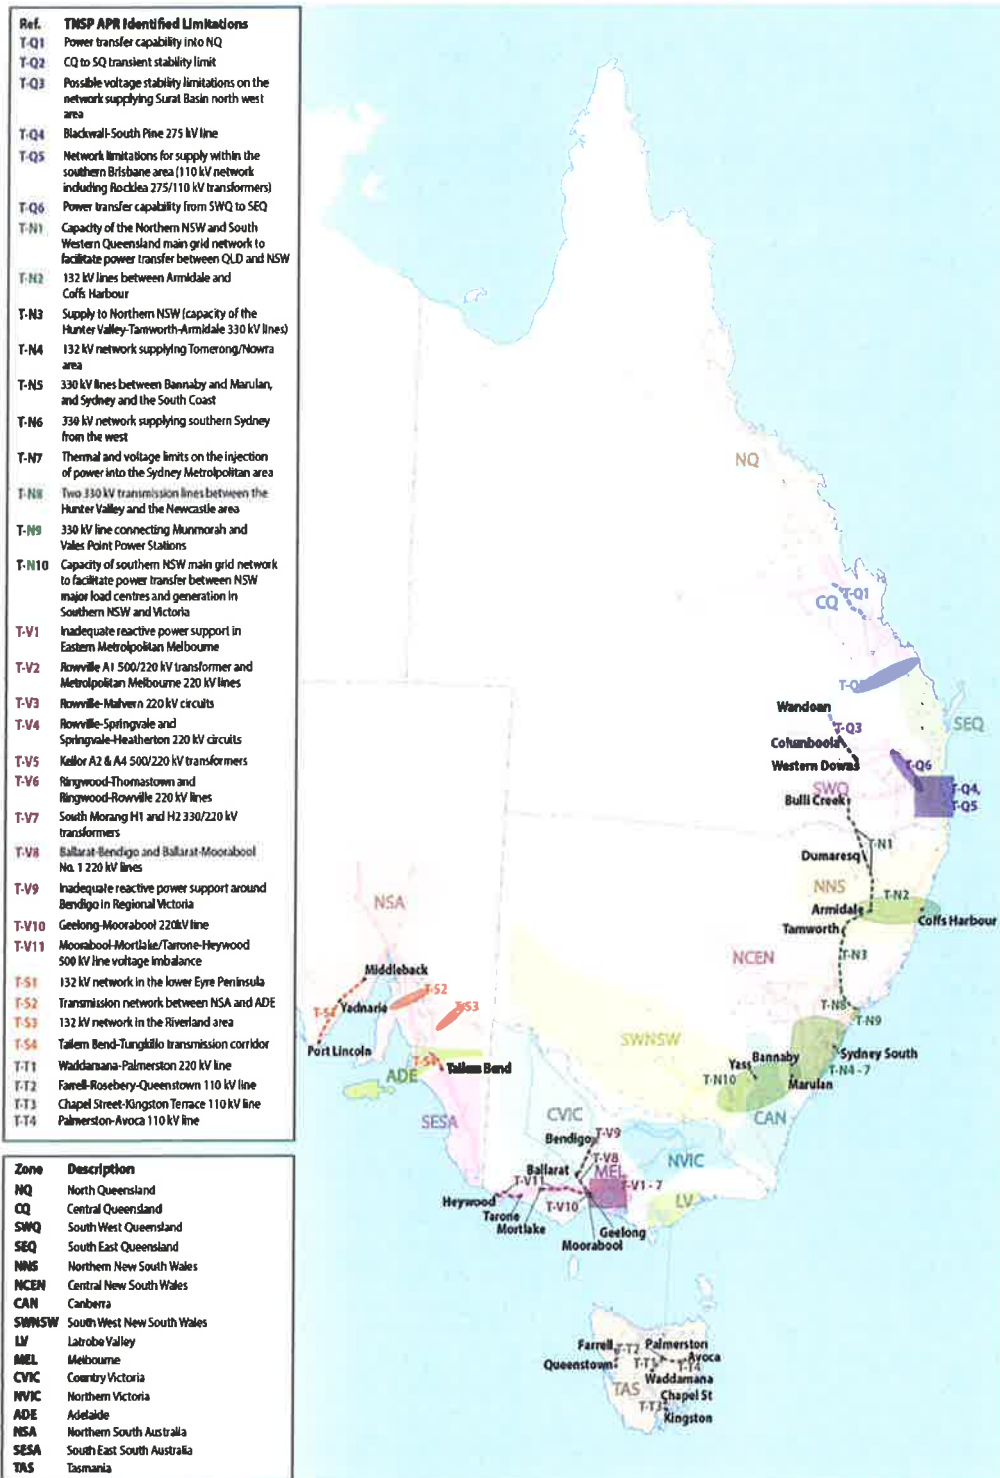 Ref. TNSP APR Identified Limitations
T-Q1 Power transfer capability into NQ
T-Q2 CQ to SQ transient stability limit
T-Q3 Possible voltage stability limitations on the
network supplying Surat Basin north west
area
T-Q4 Blackwall-South Pine 275 kV line
T-Q5 Network limitations for supply within the
southern Brisbane area (110 kV network
including Rocklea 275/110 kV transformers)
T-Q6 Power transfer capability from SWQ to SEQ
T-N1 Capacity of the Northern NSW and South
Western Queensland main grid network to
facilitate power transfer between QLD and NSW
T-N2 132 kV lines between Armidale and
Coffs Harbour
T-N3 Supply to Northern NSW (capacity of the
Hunter Valley-Tamworth-Armidale 330 kV lines)
T-N4 132 kV network supplying Tomerong/Nowra
area
T-N5 330 kV lines between Bannaby and Marulan,
and Sydney and the South Coast
T-N6 330 kV network supplying southern Sydney
from the west
T-N7 Thermal and voltage limits on the injection
of power into the Sydney Metrolpolitan area
T-N8 Two 330 kV transmission lines between the
Hunter Valley and the Newcastle area
T-N9 330 kV line connecting Munmorah and
Vales Point Power Stations
T-N10 Capacity of southern NSW main grid network
to facilitate power transfer between NSW
major load centres and generation in
Southern NSW and Victoria
T-V1 Inadequate reactive power support in
Eastern Metrolpolitan Melbourne
T-V2 Rowville A1 500/220 kV transformer and
Metrolpolitan Melbourne 220 kV lines
T-V3 Rowville-Malvern 220 kV circuits
T-V4 Rowville-Springvale and
Springvale-Heatherton 220 kV circuits
T-V5 Keilor A2 & A4 500/220 kV transformers
T-V6 Ringwood-Thomastown and
Ringwood-Rowville 220 kV lines
T-V7 South Morang H1 and H2 330/220 kV
transformers
T-V8 Ballarat-Bendigo and Ballarat-Moorabool
No. 1 220 kV lines
T-V9 Inadequate reactive power support around
Bendigo in Regional Victoria
T-V10 Geelong-Moorabool 220kV line
T-V11 Moorabool-Mortlake/Tarrone-Heywood
500 kV line voltage imbalance
T-S1 132 kV network in the lower Eyre Peninsula
T-S2 Transmission network between NSA and ADE
T-S3 132 kV network in the Riverland area
T-S4 Tailem Bend-Tungkillo transmission corridor
T-T1 Waddamana-Palmerston 220 kV line
T-T2 Farrell-Rosebery-Queenstown 110 kV line
T-T3 Chapel Street-Kingston Terrace 110 kV line
T-T4 Palmerston-Avoca 110 kV line
Zone Description
NQ North Queensland
CQ Central Queensland
SWQ South West Queensland
SEQ South East Queensland
NNS Northern New South Wales
NCEN Central New South Wales
CAN Canberra
SWNSW South West New South Wales
LV Latrobe Valley
MEL Melbourne
CVIC Country Victoria
NVIC Northern Victoria
ADE Adelaide
NSA Northern South Australia
SESA South East South Australia
TAS Tasmania
NQ
T-Q1
CQ
Wandoan
SEQ
T-Q3
Columboola
Western Downs
T-Q6
SWQ
T-Q4,
T-Q5
Bulli Creek
T-N1
Dumaresq
NNS
T-N2
Armidale
Coffs Harbour
Tamworth
NSA
NCEN
T-N3
Middleback
T-S2
Yadnarie
T-S3
T-S1
T-N8
T-N9
Port Lincoln
SWNSW
Sydney South
T-N4 - 7
T-S4
Tailem Bend
ADE
Bannaby
Yass
T-N10
Marulan
CAN
SESA
CVIC
Bendigo
T-V9
T-V8
NVIC
Ballarat
MEL
T-V11
T-V1 - 7
Heywood
LV
T-V10
Tarone
Mortlake
Geelong
Moorabool
Farrell
T-T2
Palmerston
Avoca
Queenstown
T-T1
T-T4
Waddamana
TAS
Chapel St
T-T3
Kingston